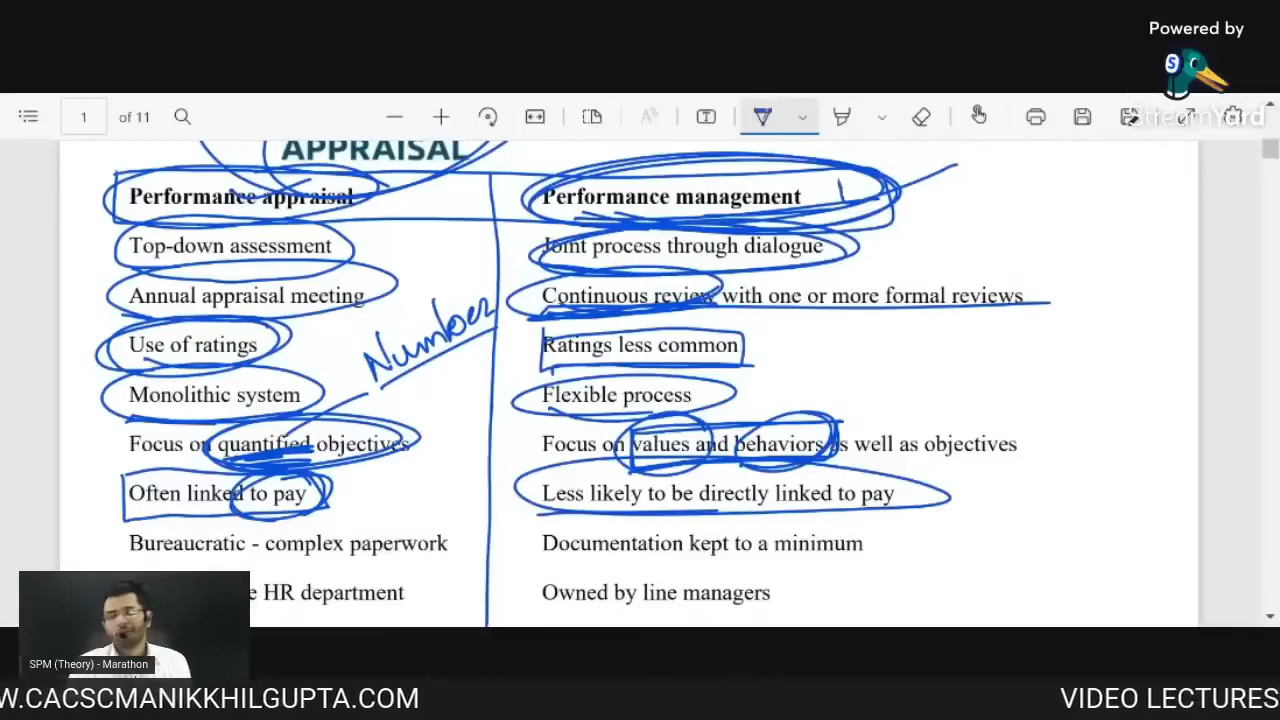 Powered by
S
1 of 11
StreamYard
APPRAISAL
Performance appraisal Performance management
Top-down assessment Joint process through dialogue
Annual appraisal meeting Continuous review with one or more formal reviews
Number
Use of ratings Ratings less common
Monolithic system Flexible process
Focus on quantified objectives Focus on values and behaviors as well as objectives
Often linked to pay Less likely to be directly linked to pay
Bureaucratic - complex paperwork Documentation kept to a minimum
HR department Owned by line managers
SPM (Theory) - Marathon
W.CACSCMANIKKHILGUPTA.COM VIDEO LECTURES